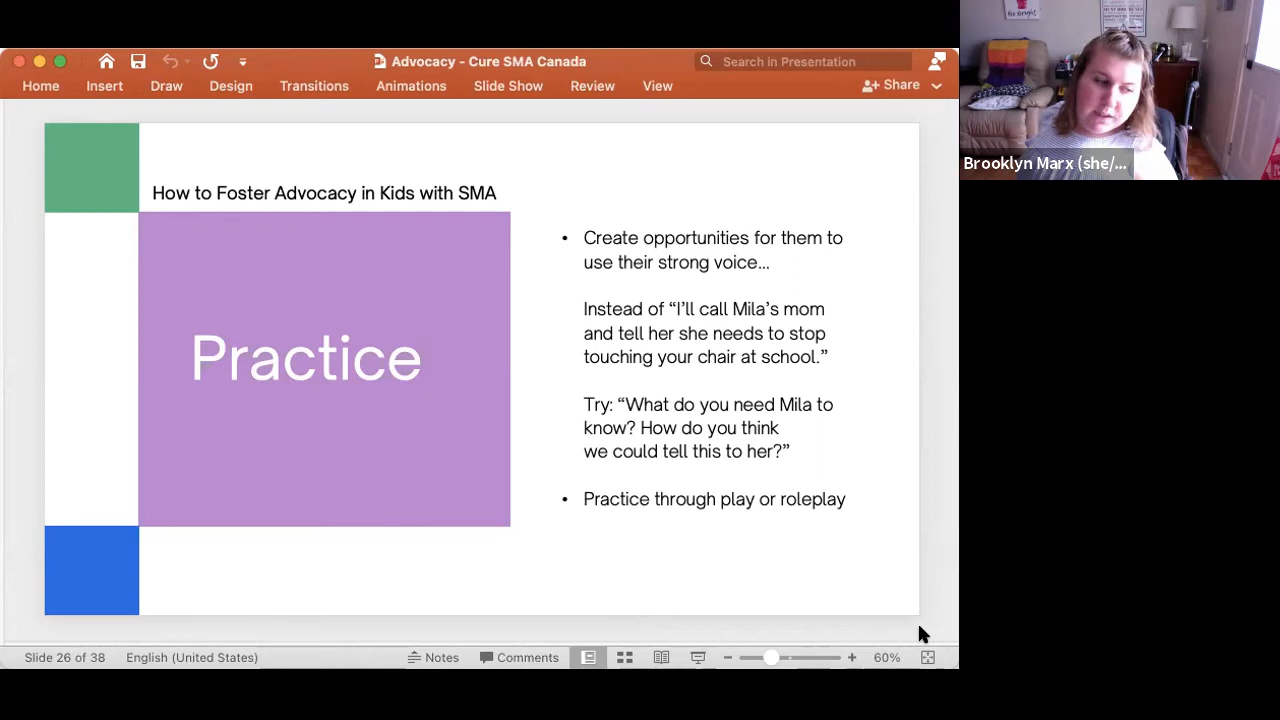 Advocacy - Cure SMA Canada
Search in Presentation
Home Insert Draw Design Transitions Animations Slide Show Review View
Share
How to Foster Advocacy in Kids with SMA
Practice
• Create opportunities for them to
use their strong voice...
Instead of “I’ll call Mila’s mom
and tell her she needs to stop
touching your chair at school.”
Try: “What do you need Mila to
know? How do you think
we could tell this to her?”
• Practice through play or roleplay
Slide 26 of 38
English (United States)
Notes
Comments
60%
Brooklyn Marx (she/...